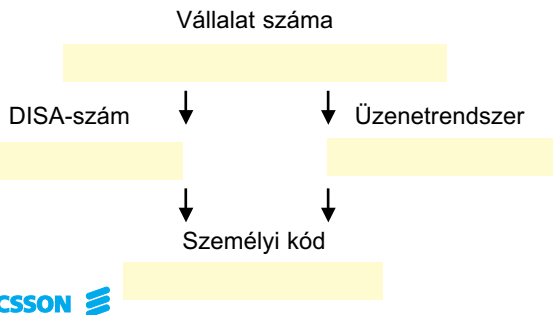 Vállalat száma
DISA-szám
Üzenetrendszer
Személyi kód
CSSON